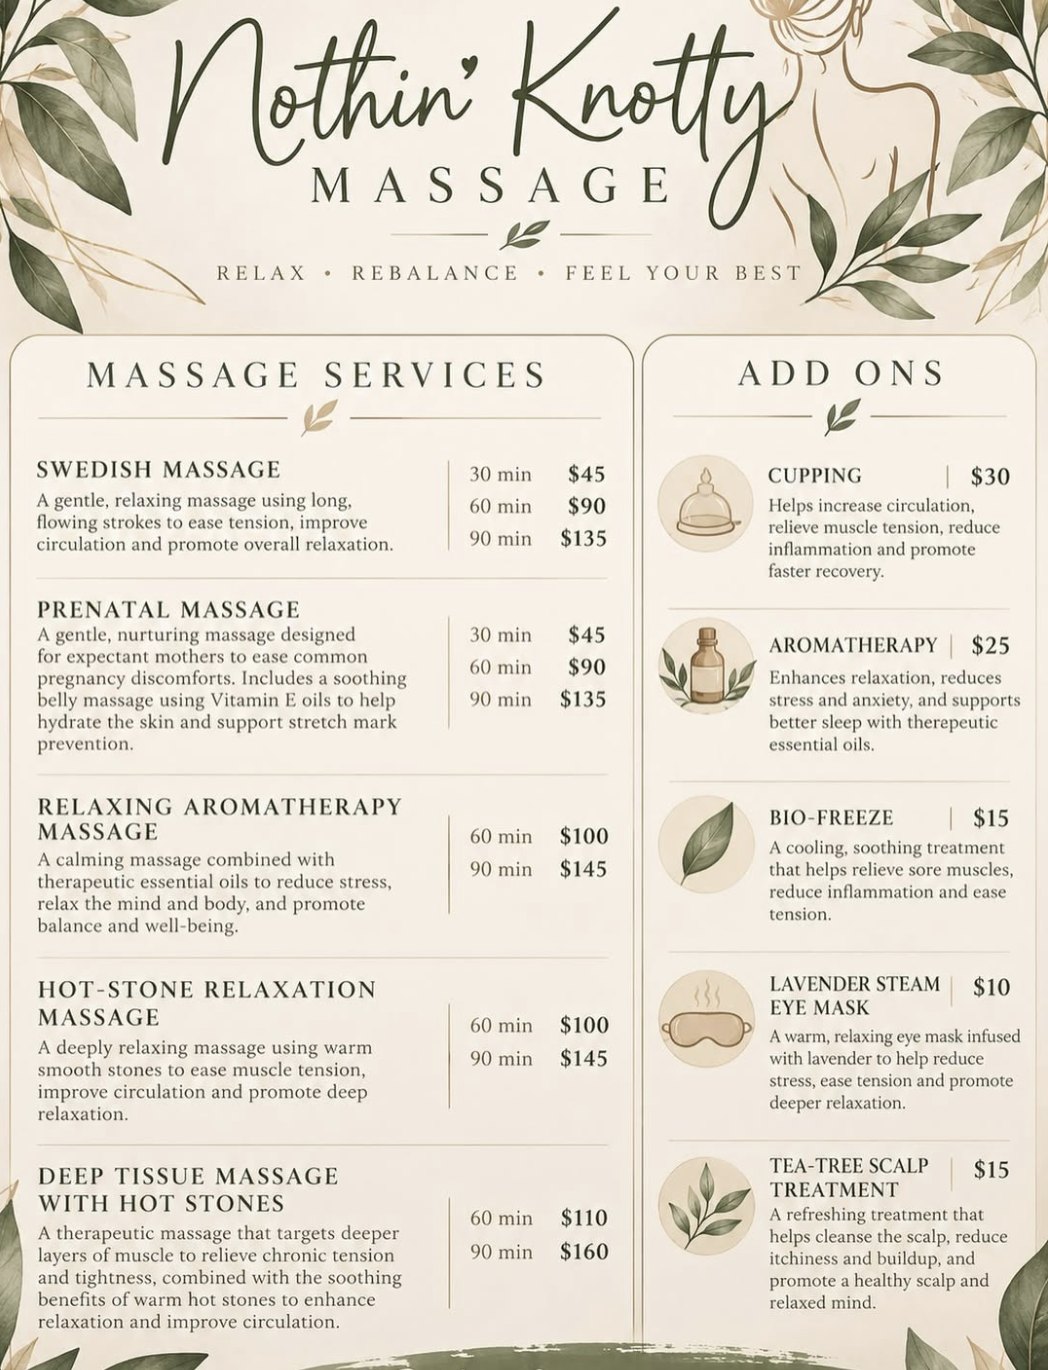 Nothin' Knotty
MASSAGE
RELAX • REBALANCE • FEEL YOUR BEST
MASSAGE SERVICES
SWEDISH MASSAGE
A gentle, relaxing massage using long,
flowing strokes to ease tension, improve
circulation and promote overall relaxation.
30 min $45
60 min $90
90 min $135
PRENATAL MASSAGE
A gentle, nurturing massage designed
for expectant mothers to ease common
pregnancy discomforts. Includes a soothing
belly massage using Vitamin E oils to help
hydrate the skin and support stretch mark
prevention.
30 min $45
60 min $90
90 min $135
RELAXING AROMATHERAPY
MASSAGE
A calming massage combined with
therapeutic essential oils to reduce stress,
relax the mind and body, and promote
balance and well-being.
60 min $100
90 min $145
HOT-STONE RELAXATION
MASSAGE
A deeply relaxing massage using warm
smooth stones to ease muscle tension,
improve circulation and promote deep
relaxation.
60 min $100
90 min $145
DEEP TISSUE MASSAGE
WITH HOT STONES
A therapeutic massage that targets deeper
layers of muscle to relieve chronic tension
and tightness, combined with the soothing
benefits of warm hot stones to enhance
relaxation and improve circulation.
60 min $110
90 min $160
ADD ONS
CUPPING | $30
Helps increase circulation,
relieve muscle tension, reduce
inflammation and promote
faster recovery.
AROMATHERAPY | $25
Enhances relaxation, reduces
stress and anxiety, and supports
better sleep with therepeutic
essential oils.
BIO-FREEZE | $15
A cooling, soothing treatment
that helps relieve sore muscles,
reduce inflammation and ease
tension.
LAVENDER STEAM | $10
EYE MASK
A warm, relaxing eye mask infused
with lavender to help reduce
stress, ease tension and promote
deeper relaxation.
TEA-TREE SCALP | $15
TREATMENT
A refreshing treatment that
helps cleanse the scalp, reduce
itchiness and buildup, and
promote a healthy scalp and
relaxed mind.